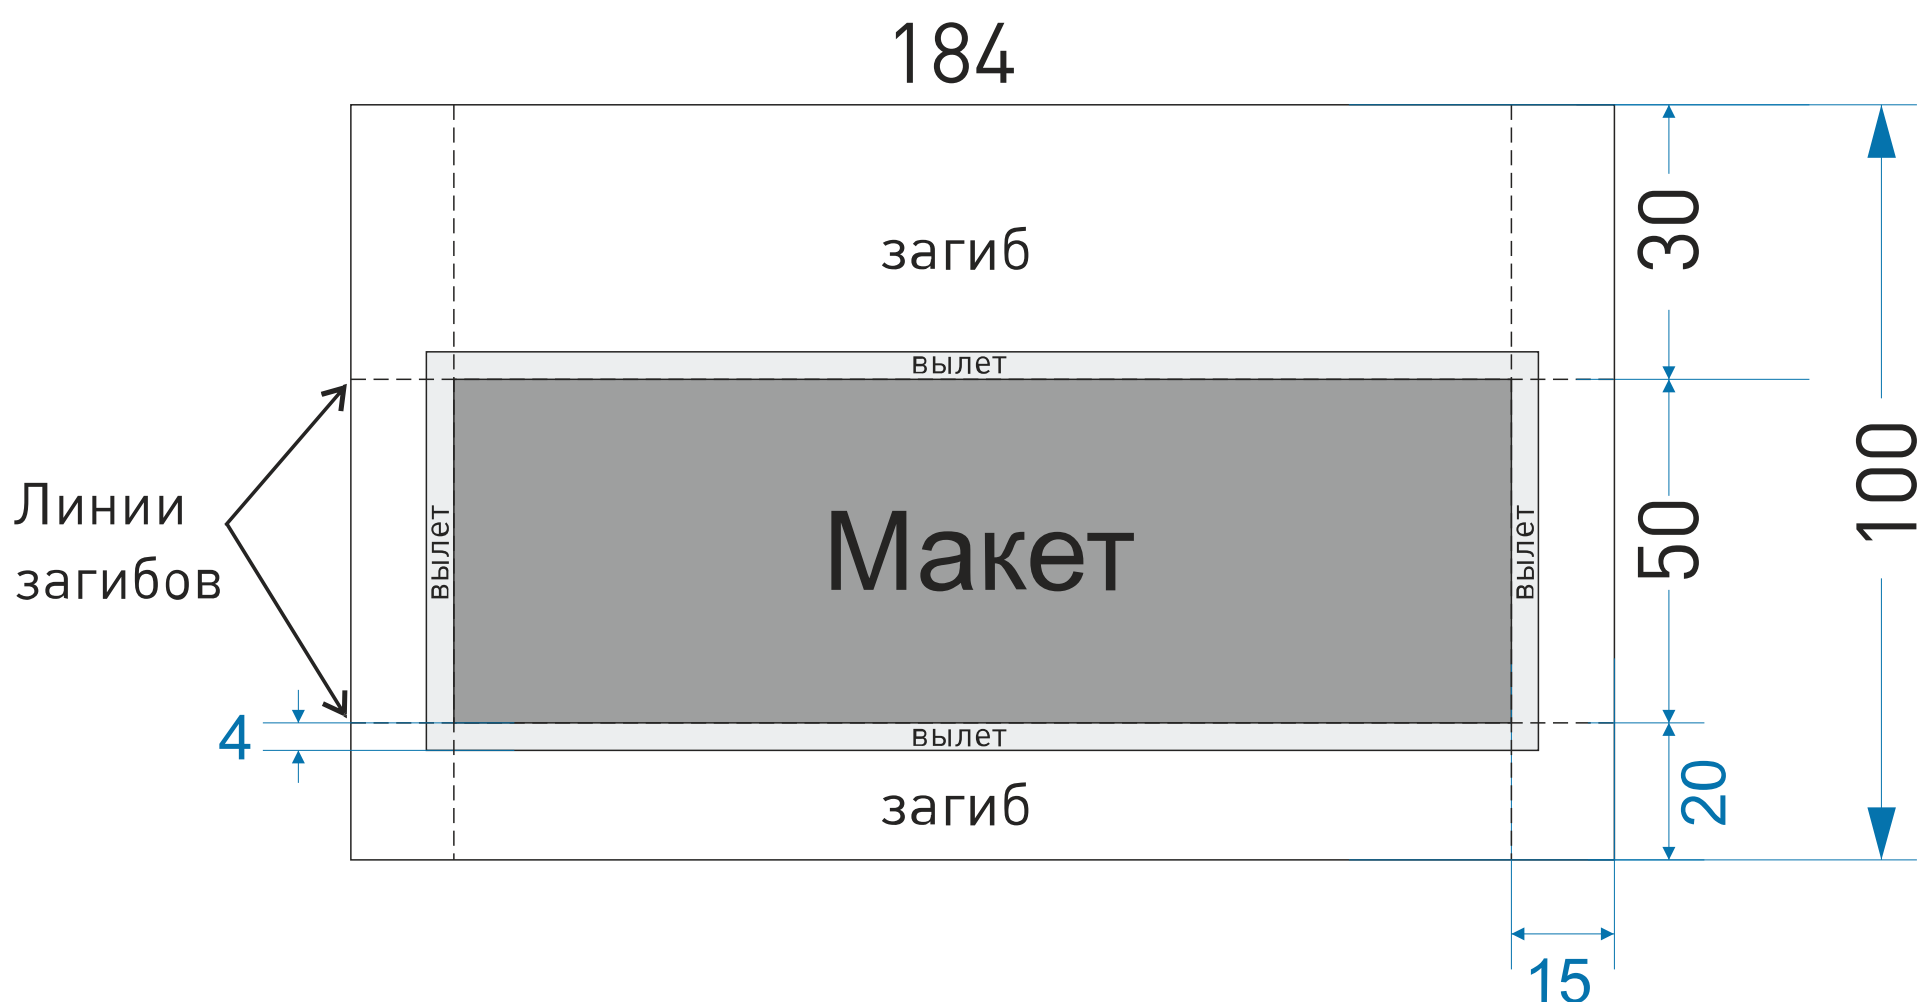 184
загиб
30
вылет
Линии
загибов
вылет
Макет
вылет
50
100
4
вылет
20
загиб
15